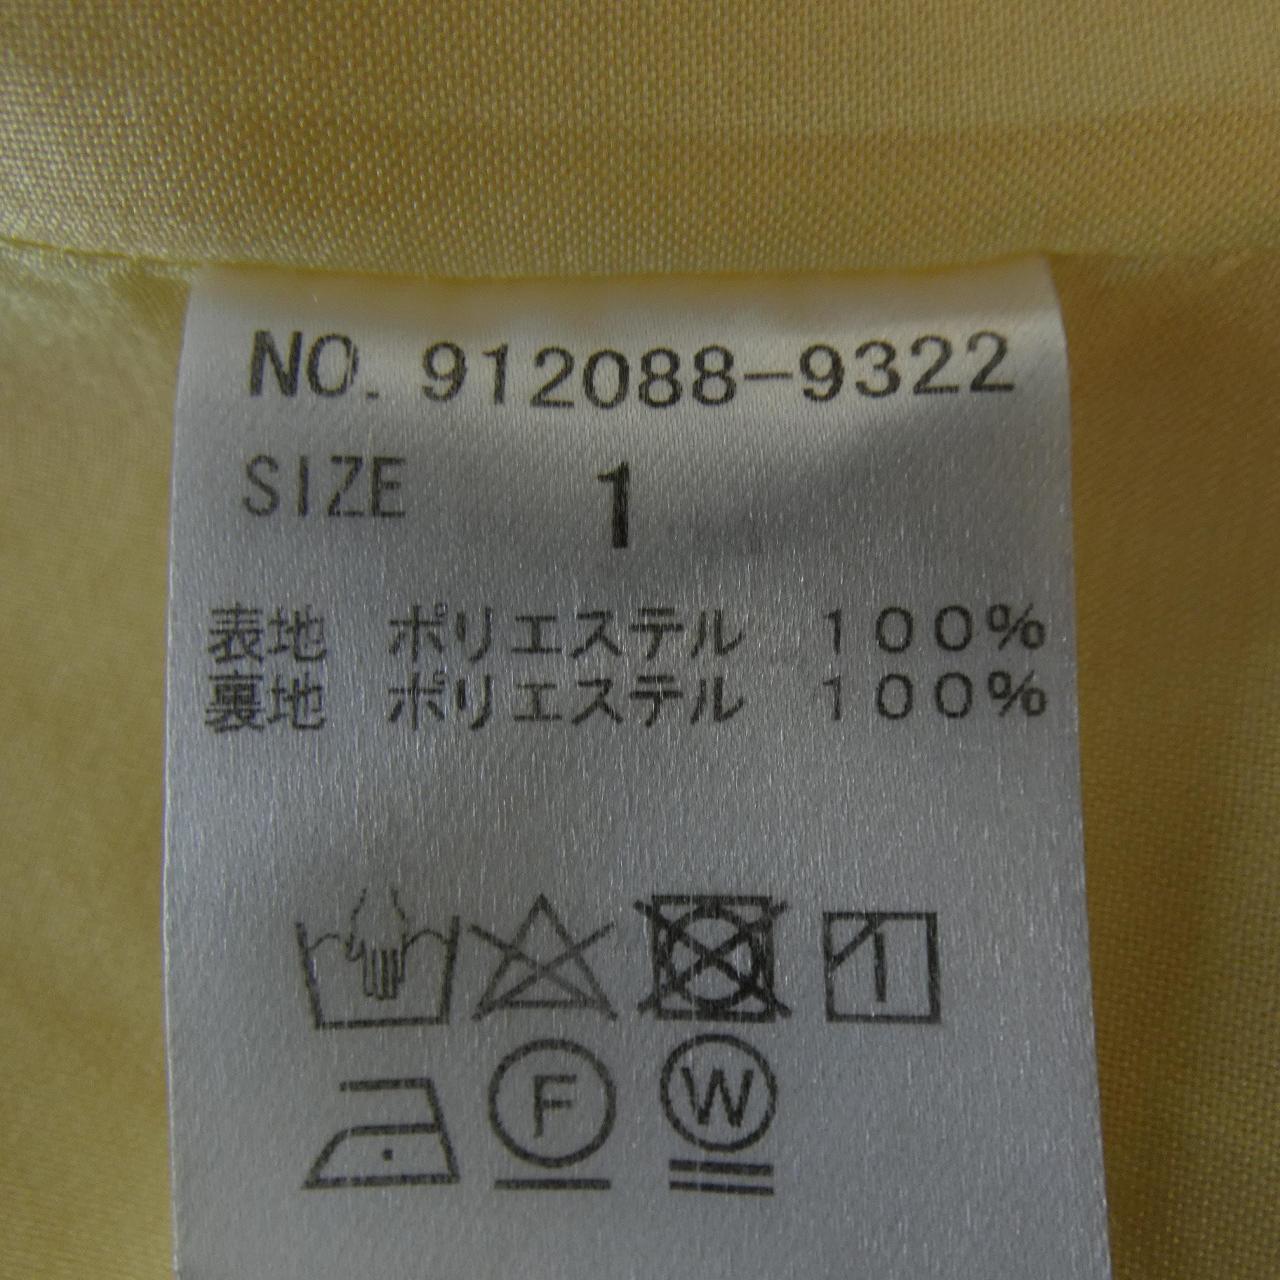 NO. 912088-9322
SIZE 1
表地 ポリエステル 100%
裏地 ポリエステル 100%
F W